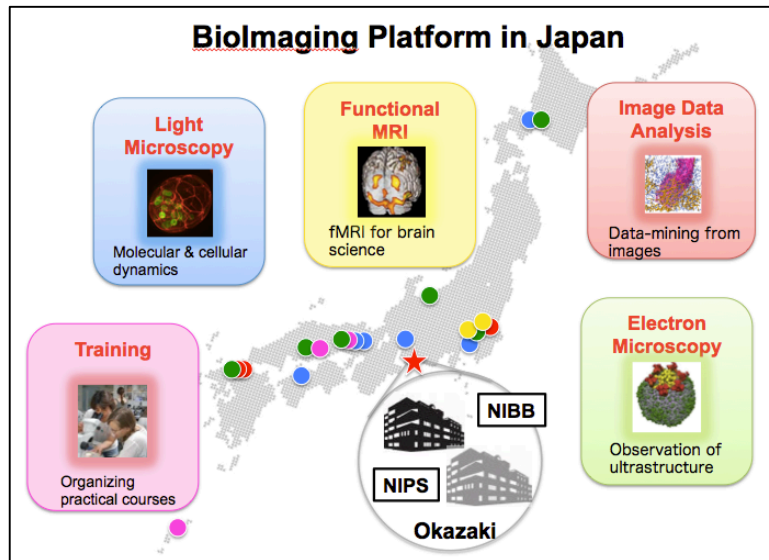 BioImaging Platform in Japan
Light
Microscopy
Molecular & cellular
dynamics
Functional
MRI
fMRI for brain
science
Image Data
Analysis
Data-mining from
images
Training
Organizing
practical courses
Electron
Microscopy
Observation of
ultrastructure
NIBB
NIPS
Okazaki